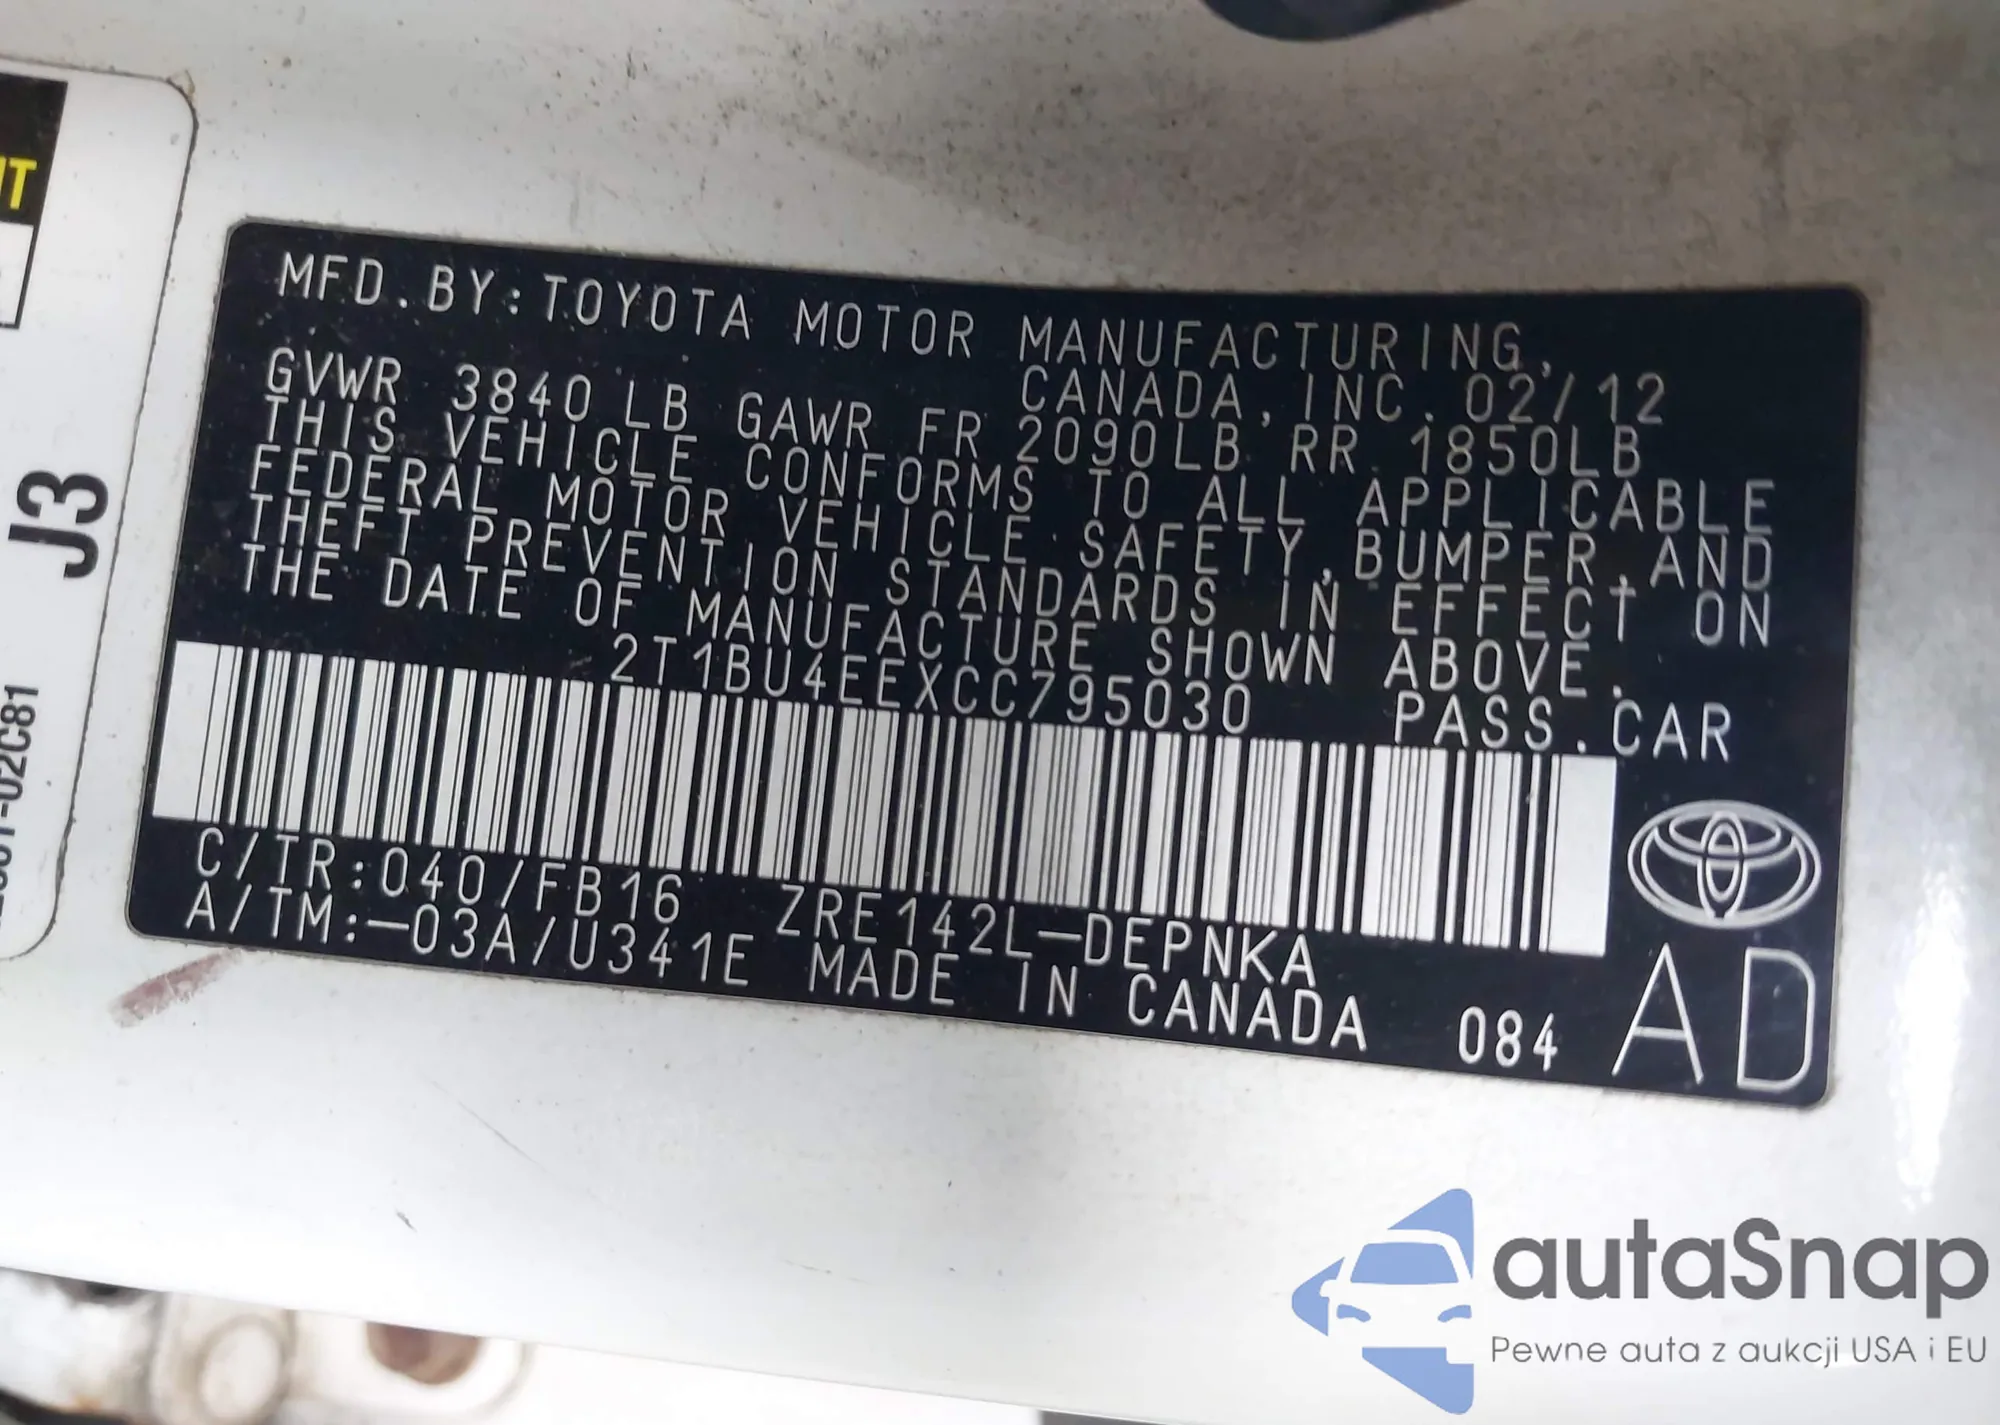 IT
J3
-02C81
MFD. BY: TOYOTA MOTOR MANUFACTURING,
CANADA, INC. 02/12
GVWR 3840 LB GAWR FR 2090LB RR 1850LB
THIS VEHICLE CONFORMS TO ALL APPLICABLE
FEDERAL MOTOR VEHICLE SAFETY, BUMPER, AND
THEFT PREVENTION STANDARDS IN EFFECT ON
THE DATE OF MANUFACTURE SHOWN ABOVE.
2T1BU4EEXCC795030 PASS. CAR
C/TR:040/FB16 ZRE142L-DEPNKA
A/TM:-03A/U341E MADE IN CANADA 084 AD
autaSnap
Pewne auta z aukcji USA i EU